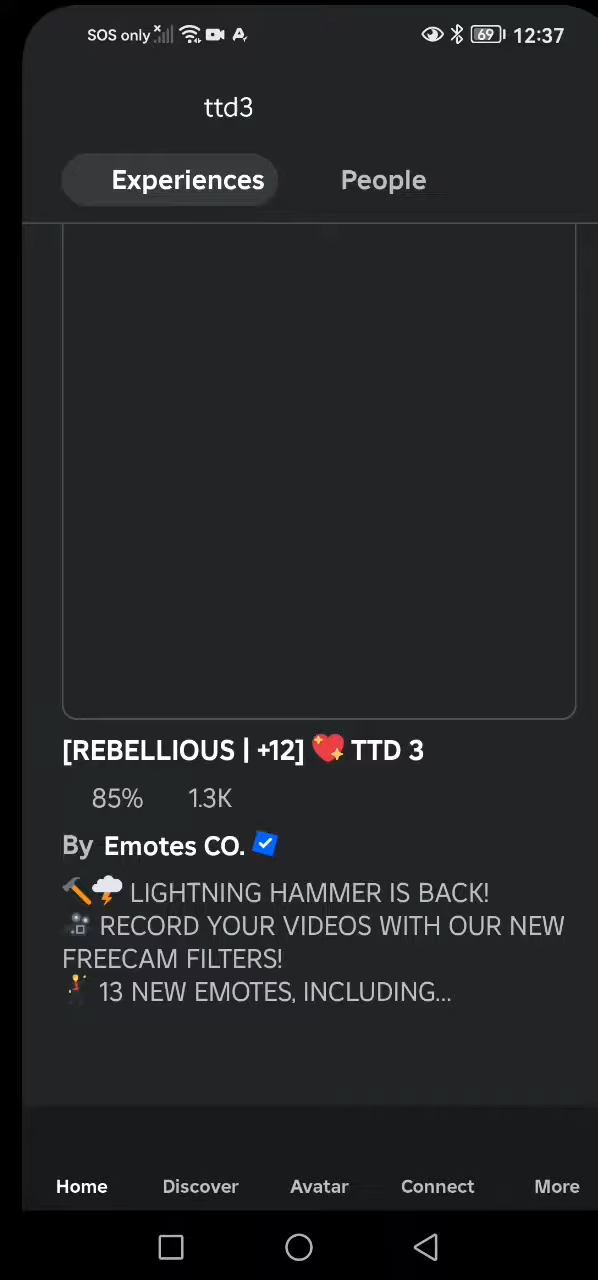 SOS only 69 12:37
ttd3
Experiences People
[REBELLIOUS | +12] 💖 TTD 3
85% 1.3K
By Emotes CO.
🔨🌩️ LIGHTNING HAMMER IS BACK!
🎥 RECORD YOUR VIDEOS WITH OUR NEW
FREECAM FILTERS!
🕺 13 NEW EMOTES, INCLUDING...
Home Discover Avatar Connect More